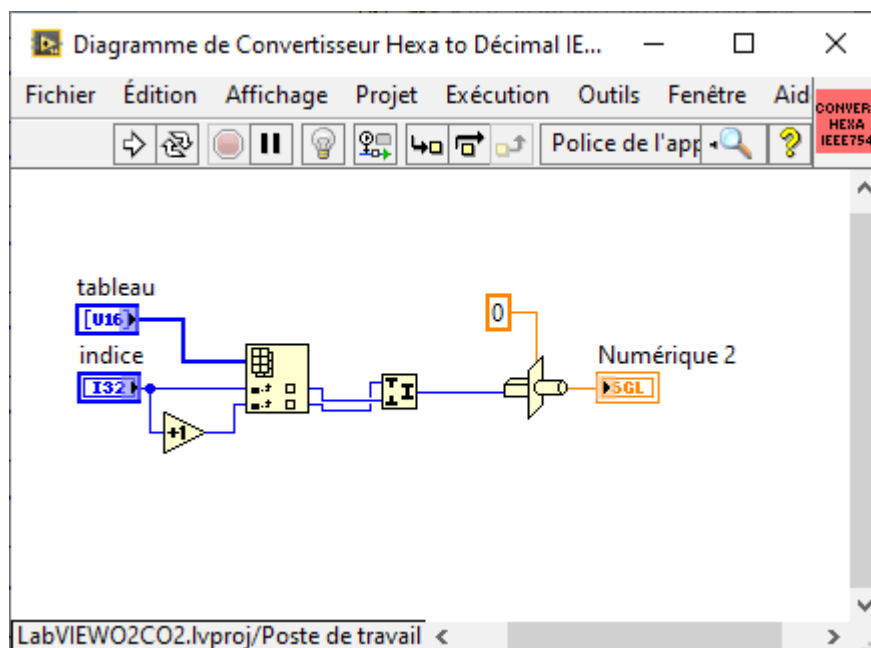 Diagramme de Convertisseur Hexa to Décimal IE...
Fichier Édition Affichage Projet Exécution Outils Fenêtre Aid
CONVER
HEXA
IEEE754
Police de l'app
tableau
[U16]
indice
I32
+1
0
Numérique 2
SGL
LabVIEWO2CO2.lvproj/Poste de travail